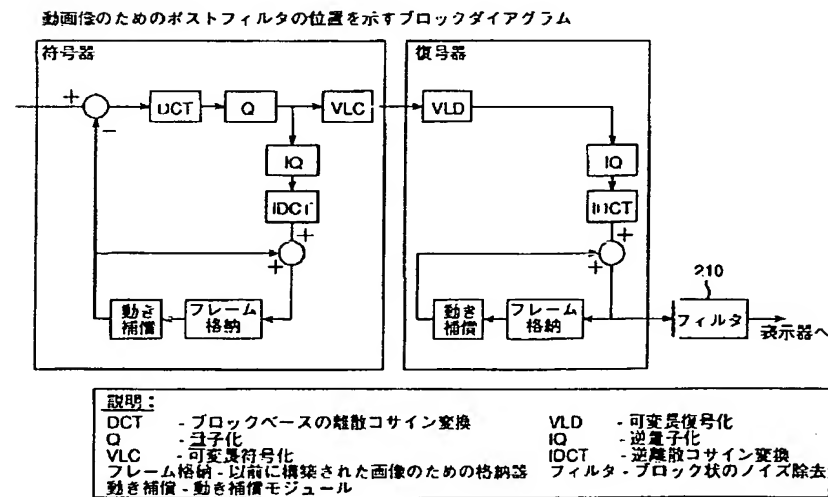 動画像のためのポストフィルタの位置を示すブロックダイアグラム
符号器
復号器
+
−
DCT
Q
VLC
VLD
IQ
IQ
IDCT
IDCT
+
+
+
+
210
動き
補償
フレーム
格納
動き
補償
フレーム
格納
フィルタ
表示器へ
説明:
DCT - ブロックベースの離散コサイン変換
Q - 量子化
VLC - 可変長符号化
フレーム格納 - 以前に構築された画像のための格納器
動き補償 - 動き補償モジュール
VLD - 可変長復号化
IQ - 逆量子化
IDCT - 逆離散コサイン変換
フィルタ - ブロック状のノイズ除去